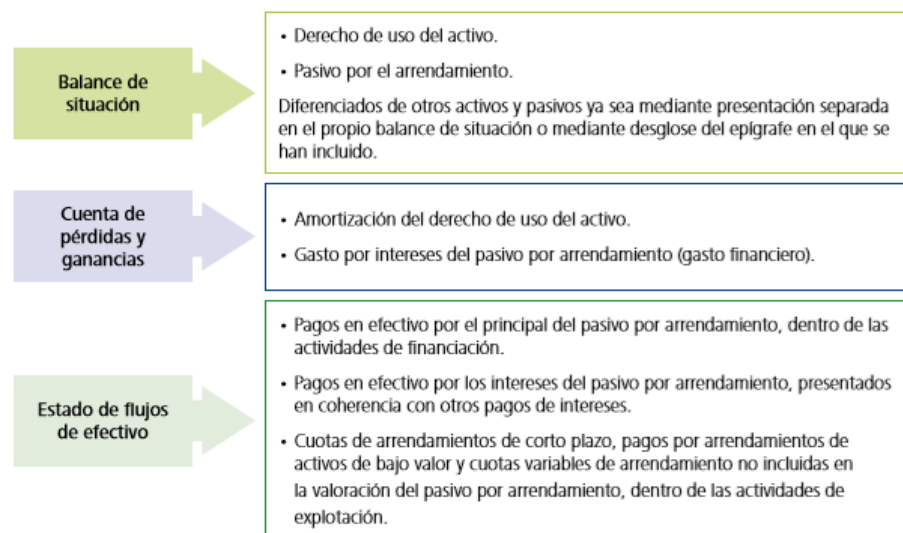 Balance de
situación
• Derecho de uso del activo.
• Pasivo por el arrendamiento.
Diferenciados de otros activos y pasivos ya sea mediante presentación separada
en el propio balance de situación o mediante desglose del epígrafe en el que se
han incluido.
Cuenta de
pérdidas y
ganancias
• Amortización del derecho de uso del activo.
• Gasto por intereses del pasivo por arrendamiento (gasto financiero).
Estado de flujos
de efectivo
• Pagos en efectivo por el principal del pasivo por arrendamiento, dentro de las
actividades de financiación.
• Pagos en efectivo por los intereses del pasivo por arrendamiento, presentados
en coherencia con otros pagos de intereses.
• Cuotas de arrendamientos de corto plazo, pagos por arrendamientos de
activos de bajo valor y cuotas variables de arrendamiento no incluidas en
la valoración del pasivo por arrendamiento, dentro de las actividades de
explotación.